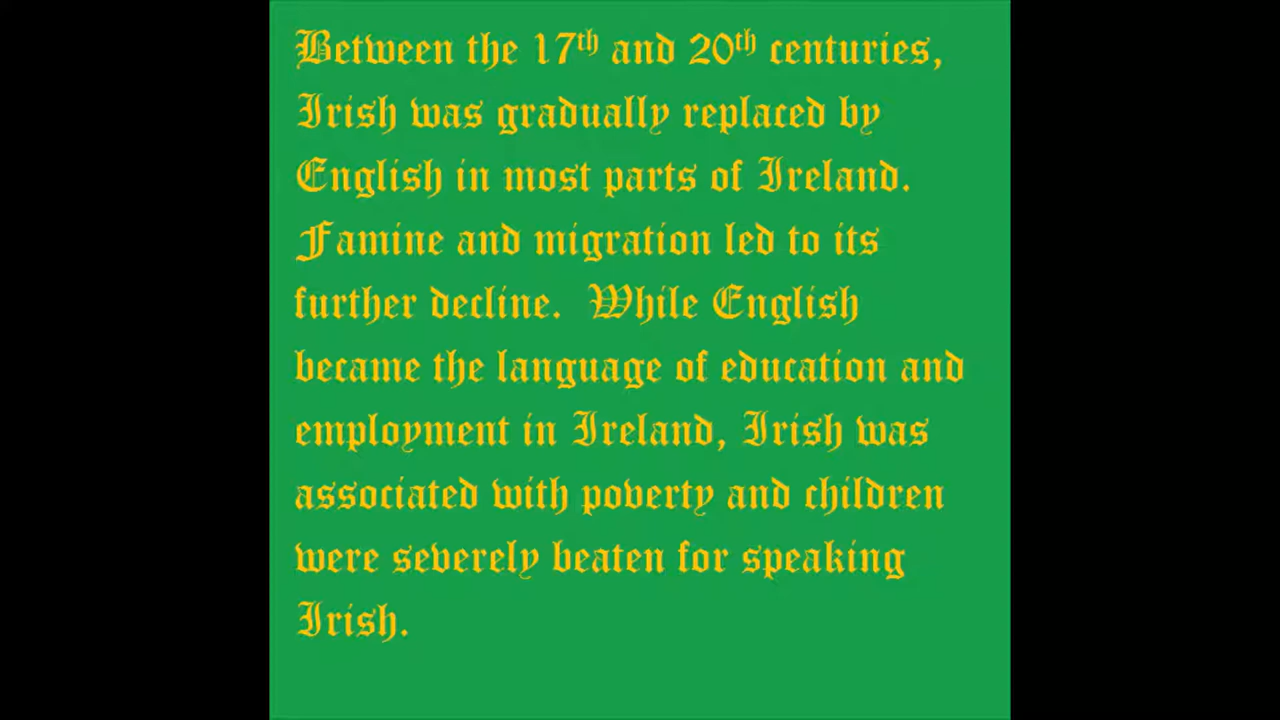 Between the 17th and 20th centuries,
Irish was gradually replaced by
English in most parts of Ireland.
Famine and migration led to its
further decline.  While English
became the language of education and
employment in Ireland, Irish was
associated with poverty and children
were severely beaten for speaking
Irish.